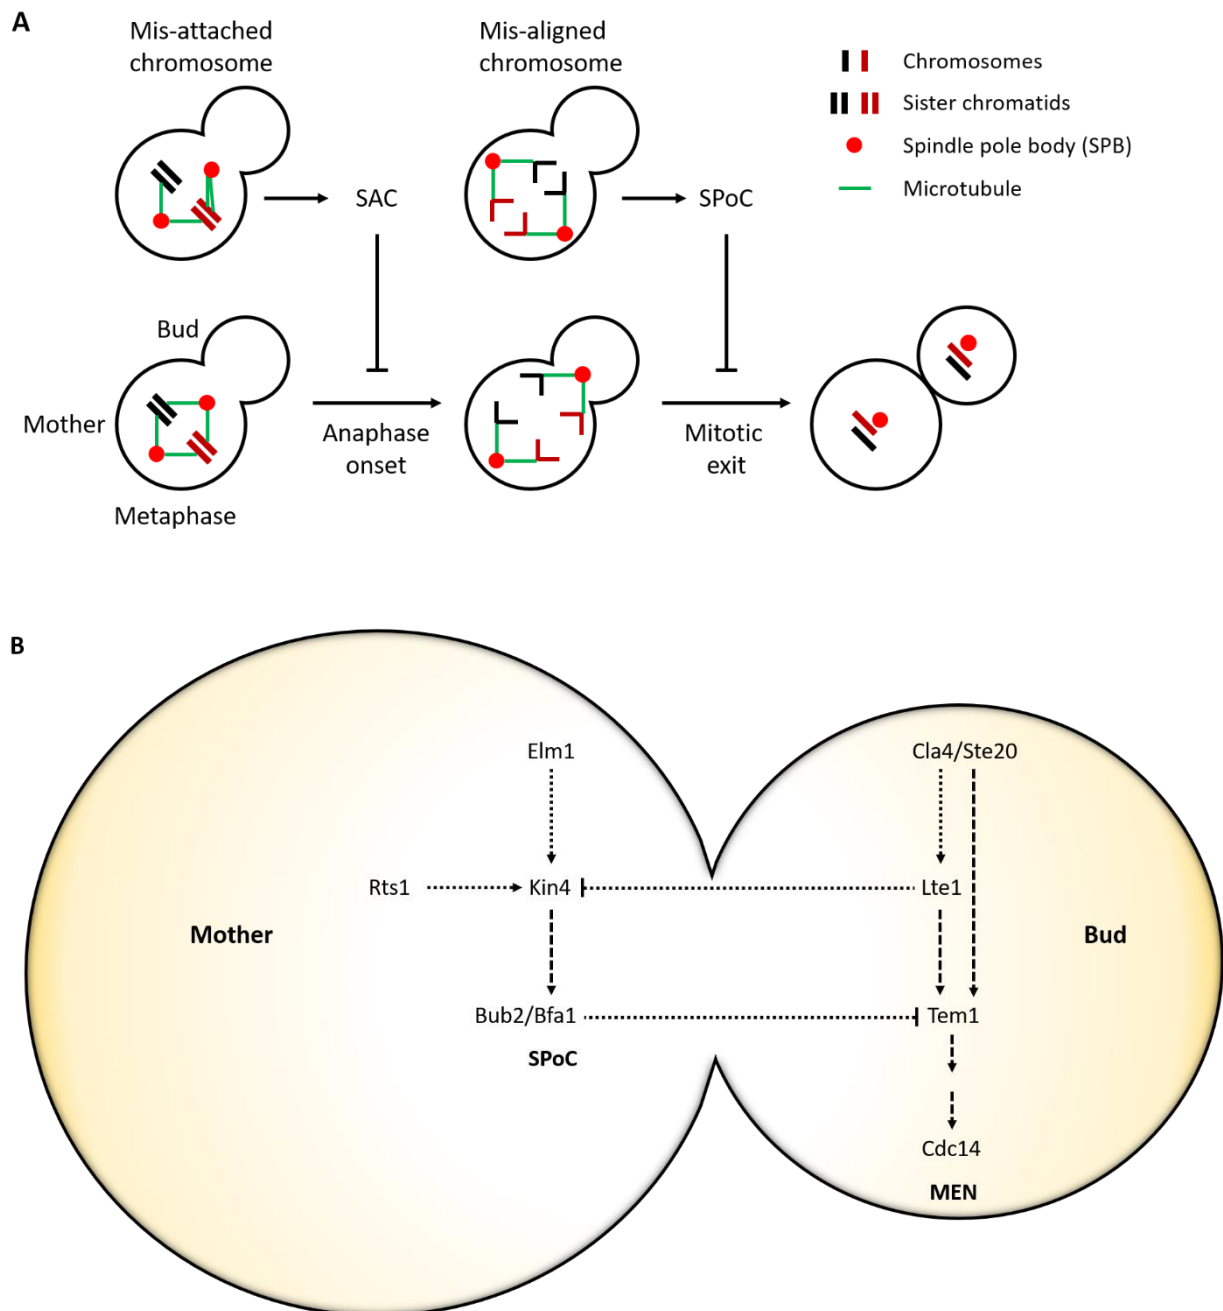 A
Mis-attached
chromosome
Mis-aligned
chromosome
Chromosomes
Sister chromatids
Spindle pole body (SPB)
Microtubule
SAC
SPoC
Bud
Mother
Anaphase
onset
Mitotic
exit
Metaphase
B
Elm1
Cla4/Ste20
Rts1
Kin4
Lte1
Mother
Bud
Bub2/Bfa1
Tem1
SPoC
Cdc14
MEN